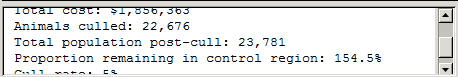 Total cost: $1,856,363
Animals culled: 22,676
Total population post-cull: 23,781
Proportion remaining in control region: 154.5%
Cull rate: 5%